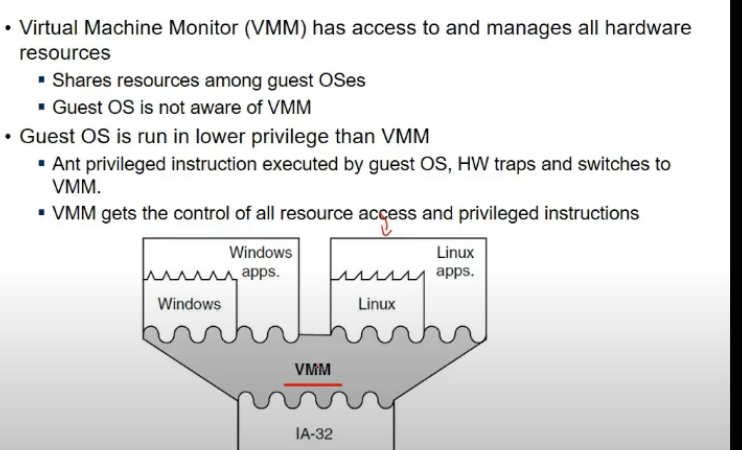 • Virtual Machine Monitor (VMM) has access to and manages all hardware
resources
▪ Shares resources among guest OSes
▪ Guest OS is not aware of VMM
• Guest OS is run in lower privilege than VMM
▪ Ant privileged instruction executed by guest OS, HW traps and switches to
VMM.
▪ VMM gets the control of all resource access and privileged instructions
Windows
apps.
Windows
Linux
apps.
Linux
VMM
IA-32